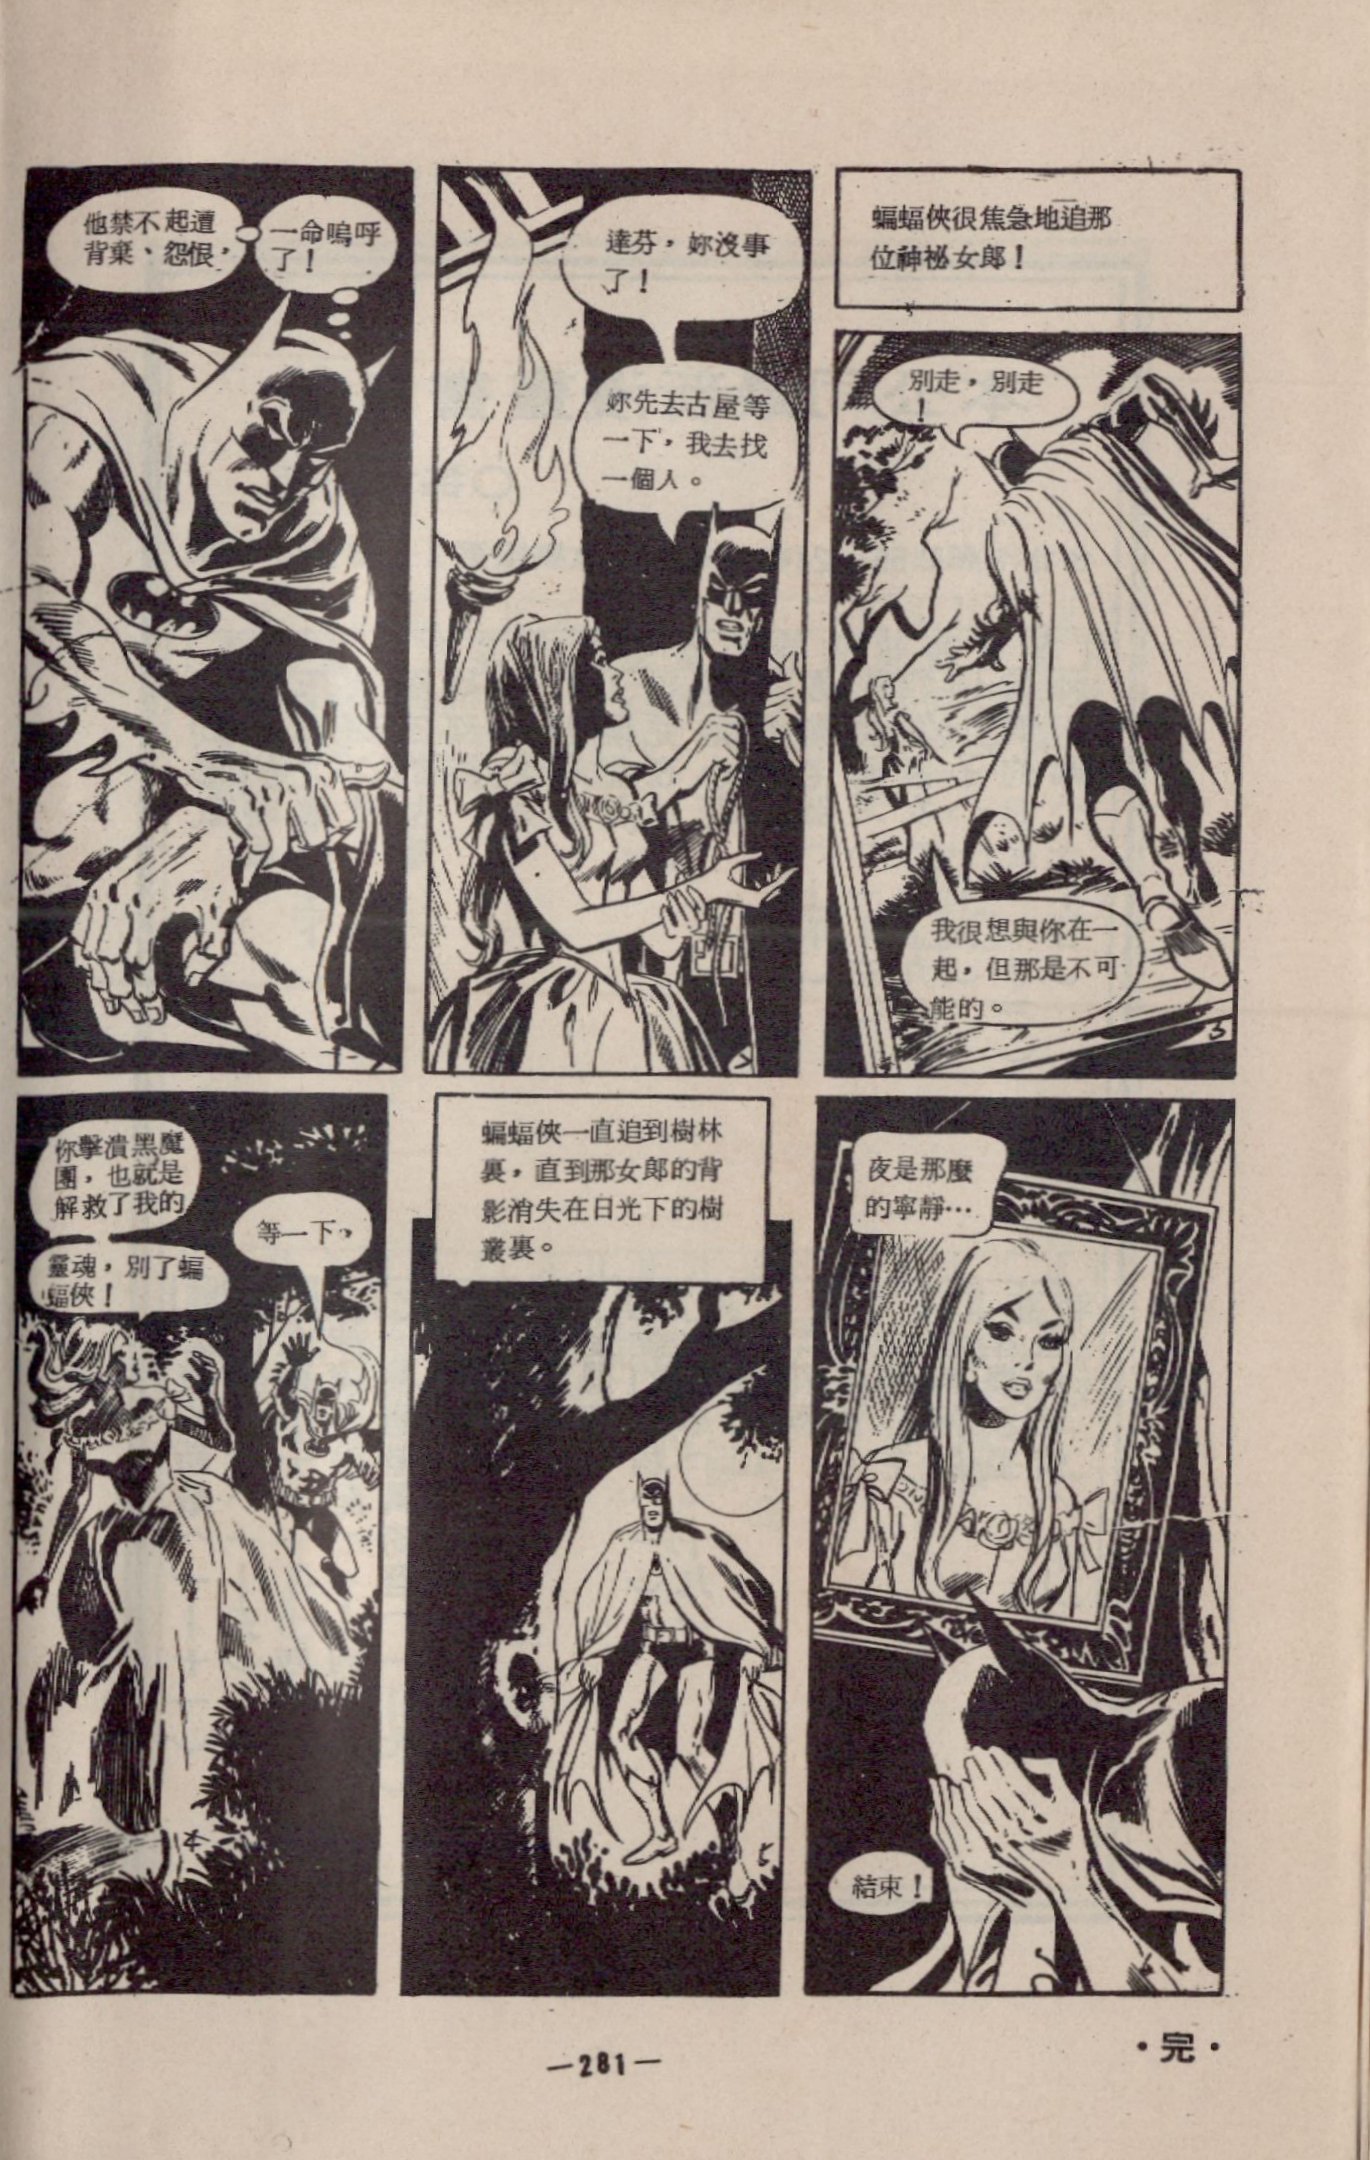 他禁不起遭
背棄、怨恨,
一命嗚呼
了!
達芬,妳沒事
了!
妳先去古屋等
一下,我去找
一個人。
蝙蝠俠很焦急地追那
位神祕女郎!
別走,別走
!
我很想與你在一
起,但那是不可
能的。
你擊潰黑魔
團,也就是
解救了我的
靈魂,別了蝙
蝠俠!
等一下,
蝙蝠俠一直追到樹林
裏,直到那女郎的背
影消失在日光下的樹
叢裏。
夜是那麼
的寧靜…
結束!
•完•
—281—